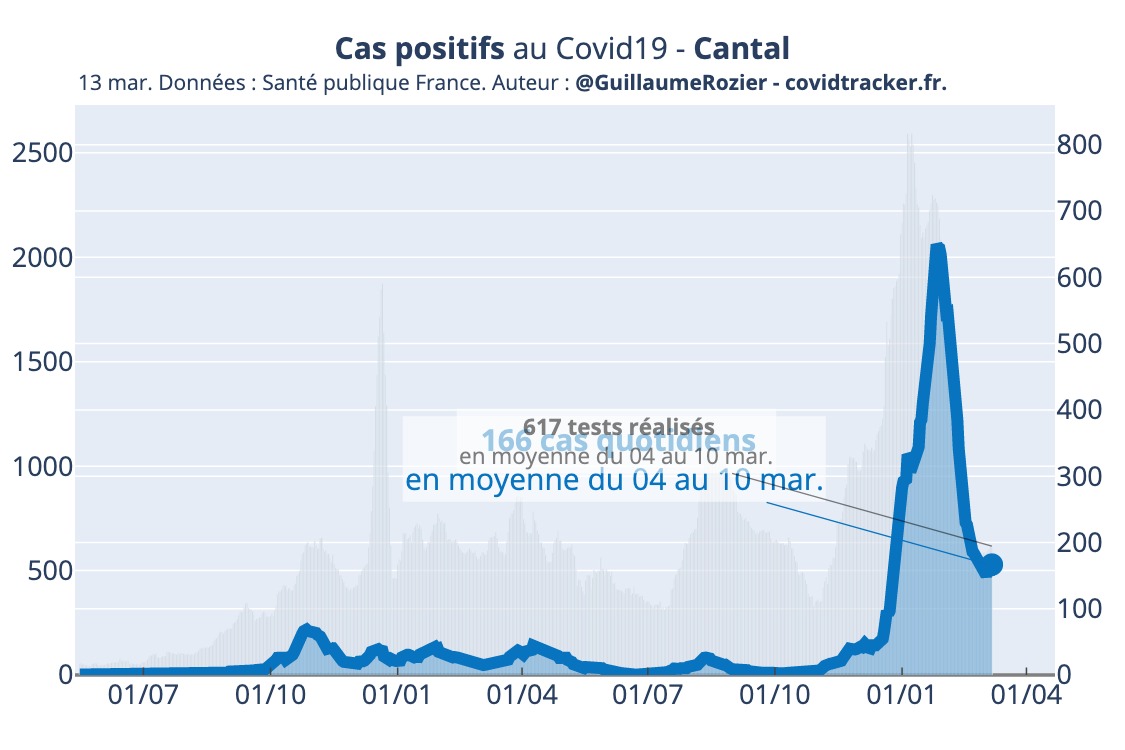 Cas positifs au Covid19 - Cantal
13 mar. Données : Santé publique France. Auteur : @GuillaumeRozier - covidtracker.fr.
2500
2000
1500
1000
500
0
800
700
600
500
400
300
200
100
0
617 tests réalisés
166 cas quotidiens
en moyenne du 04 au 10 mar.
en moyenne du 04 au 10 mar.
01/07 01/10 01/01 01/04 01/07 01/10 01/01 01/04